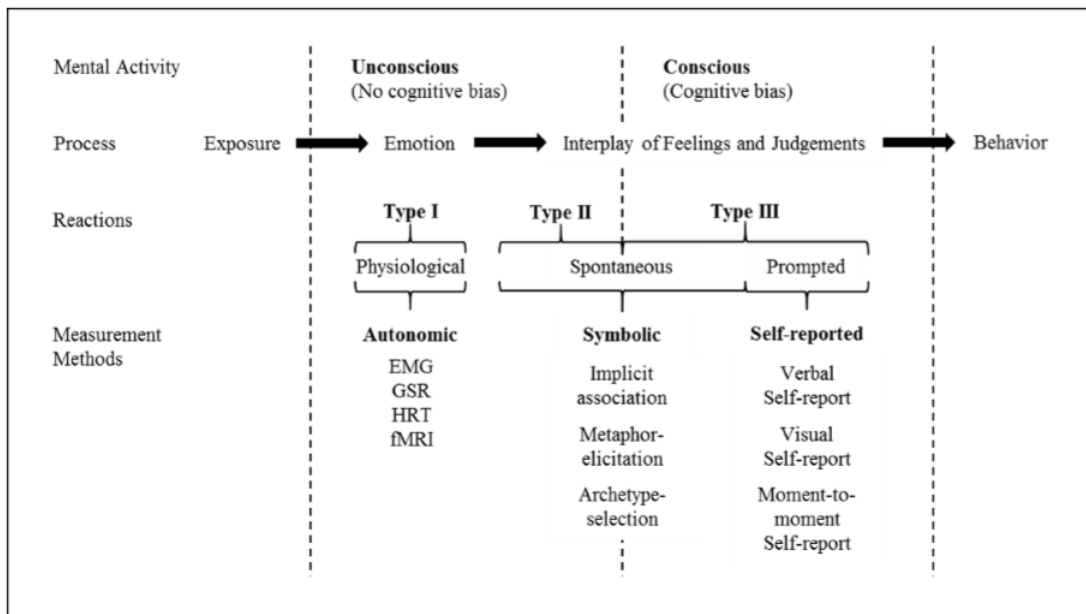 Mental Activity Unconscious Conscious
(No cognitive bias) (Cognitive bias)
Process Exposure Emotion Interplay of Feelings and Judgements Behavior
Reactions Type I Type II Type III
Physiological Spontaneous Prompted
Measurement Autonomic Symbolic Self-reported
Methods
EMG Implicit Verbal
GSR association Self-report
HRT
fMRI Metaphor- Visual
elicitation Self-report
Archetype- Moment-to-
selection moment
Self-report